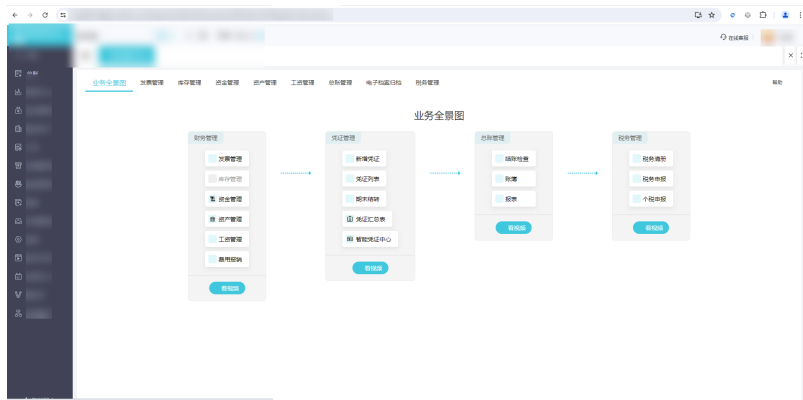 在线客服
业务全景图 发票管理 库存管理 资金管理 资产管理 工资管理 总账管理 电子档案归档 税务管理 帮助
业务全景图
财务管理
发票管理
库存管理
资金管理
资产管理
工资管理
费用报销
看视频
凭证管理
新增凭证
凭证列表
期末结转
凭证汇总表
智能凭证中心
看视频
总账管理
结账检查
账簿
报表
看视频
税务管理
税务清册
税务申报
个税申报
看视频